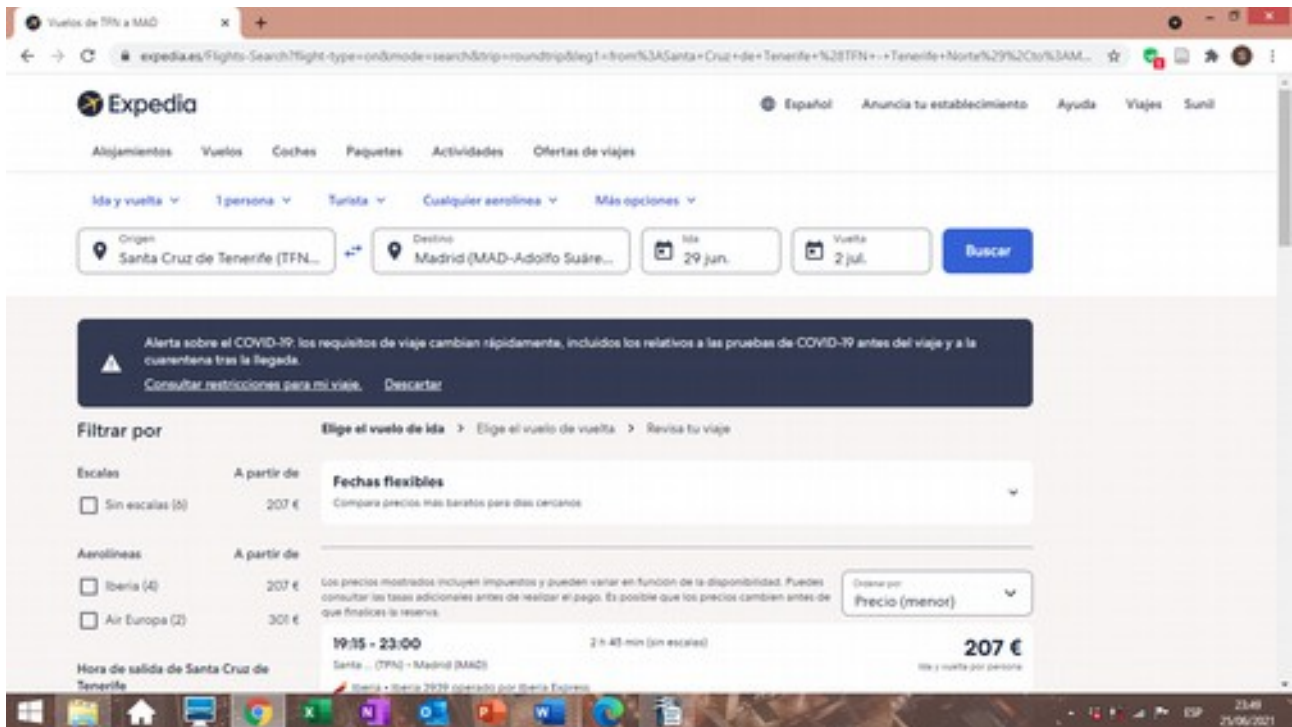 Vuelos de TFN a MAD
expedia.es/Flights-Search?flight-type=on&mode=search&trip=roundtrip&leg1=from%3ASanta+Cruz+de+Tenerife+%28TFN+-+Tenerife+Norte%29%2Cto%3AM...
Expedia
Español Anuncia tu establecimiento Ayuda Viajes Sunil
Alojamientos Vuelos Coches Paquetes Actividades Ofertas de viajes
Ida y vuelta 1 persona Turista Cualquier aerolínea Más opciones
Origen Destino Ida Vuelta
Santa Cruz de Tenerife (TFN... Madrid (MAD-Adolfo Suáre... 29 jun. 2 jul. Buscar
Alerta sobre el COVID-19: los requisitos de viaje cambian rápidamente, incluidos los relativos a las pruebas de COVID-19 antes del viaje y a la
cuarentena tras la llegada.
Consultar restricciones para mi viaje. Descartar
Filtrar por
Elige el vuelo de ida > Elige el vuelo de vuelta > Revisa tu viaje
Escalas A partir de
Sin escalas (6) 207 €
Fechas flexibles
Compara precios más baratos para días cercanos
Aerolíneas A partir de
Iberia (4) 207 €
Air Europa (2) 301 €
Hora de salida de Santa Cruz de
Tenerife
Los precios mostrados incluyen impuestos y pueden variar en función de la disponibilidad. Puedes
consultar las tasas adicionales antes de realizar el pago. Es posible que los precios cambien antes de
que finalices la reserva.
Ordenar por
Precio (menor)
19:15 - 23:00 2 h 45 min (sin escalas) 207 €
Santa ... (TFN) - Madrid (MAD) Ida y vuelta por persona
Iberia • Iberia 3939 operado por Iberia Express
ESP
23:49
25/06/2021